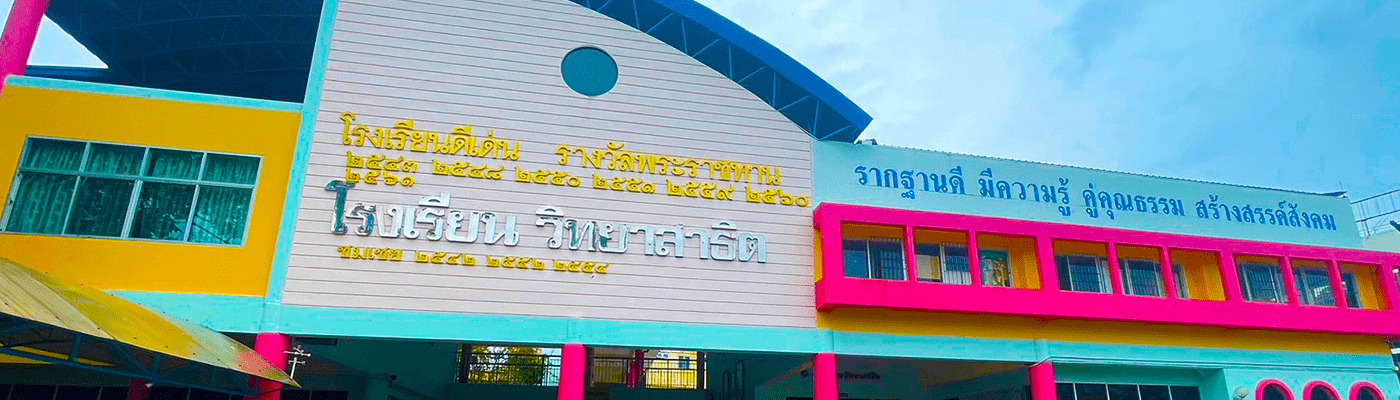 โรงเรียนดีเด่น รางวัลพระราชทาน
๒๕๔๓ ๒๕๔๘ ๒๕๕๐ ๒๕๕๑ ๒๕๕๙ ๒๕๖๐
๒๕๖๑
โรงเรียน วิทยาสาธิต
ชมเชย ๒๕๔๒ ๒๕๕๒ ๒๕๕๔
รากฐานดี มีความรู้ คู่คุณธรรม สร้างสรรค์สังคม